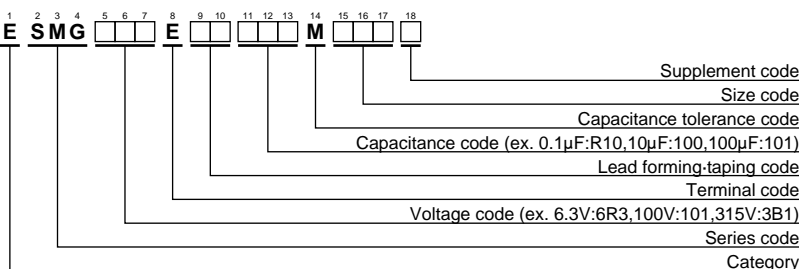 1 2 3 4 5 6 7 8 9 10 11 12 13 14 15 16 17 18
E SMG □□□ E □□ □□□ M □□□ □
Supplement code
Size code
Capacitance tolerance code
Capacitance code (ex. 0.1µF:R10,10µF:100,100µF:101)
Lead forming·taping code
Terminal code
Voltage code (ex. 6.3V:6R3,100V:101,315V:3B1)
Series code
Category